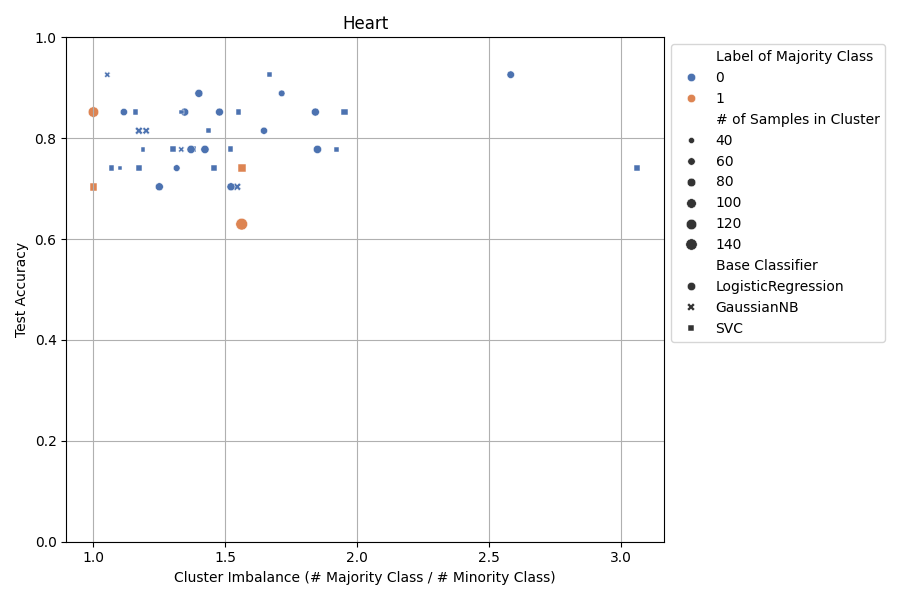 Heart
1.0
0.8
0.6
0.4
0.2
0.0
Test Accuracy
1.0
1.5
2.0
2.5
3.0
Cluster Imbalance (# Majority Class / # Minority Class)
Label of Majority Class
0
1
# of Samples in Cluster
40
60
80
100
120
140
Base Classifier
LogisticRegression
GaussianNB
SVC